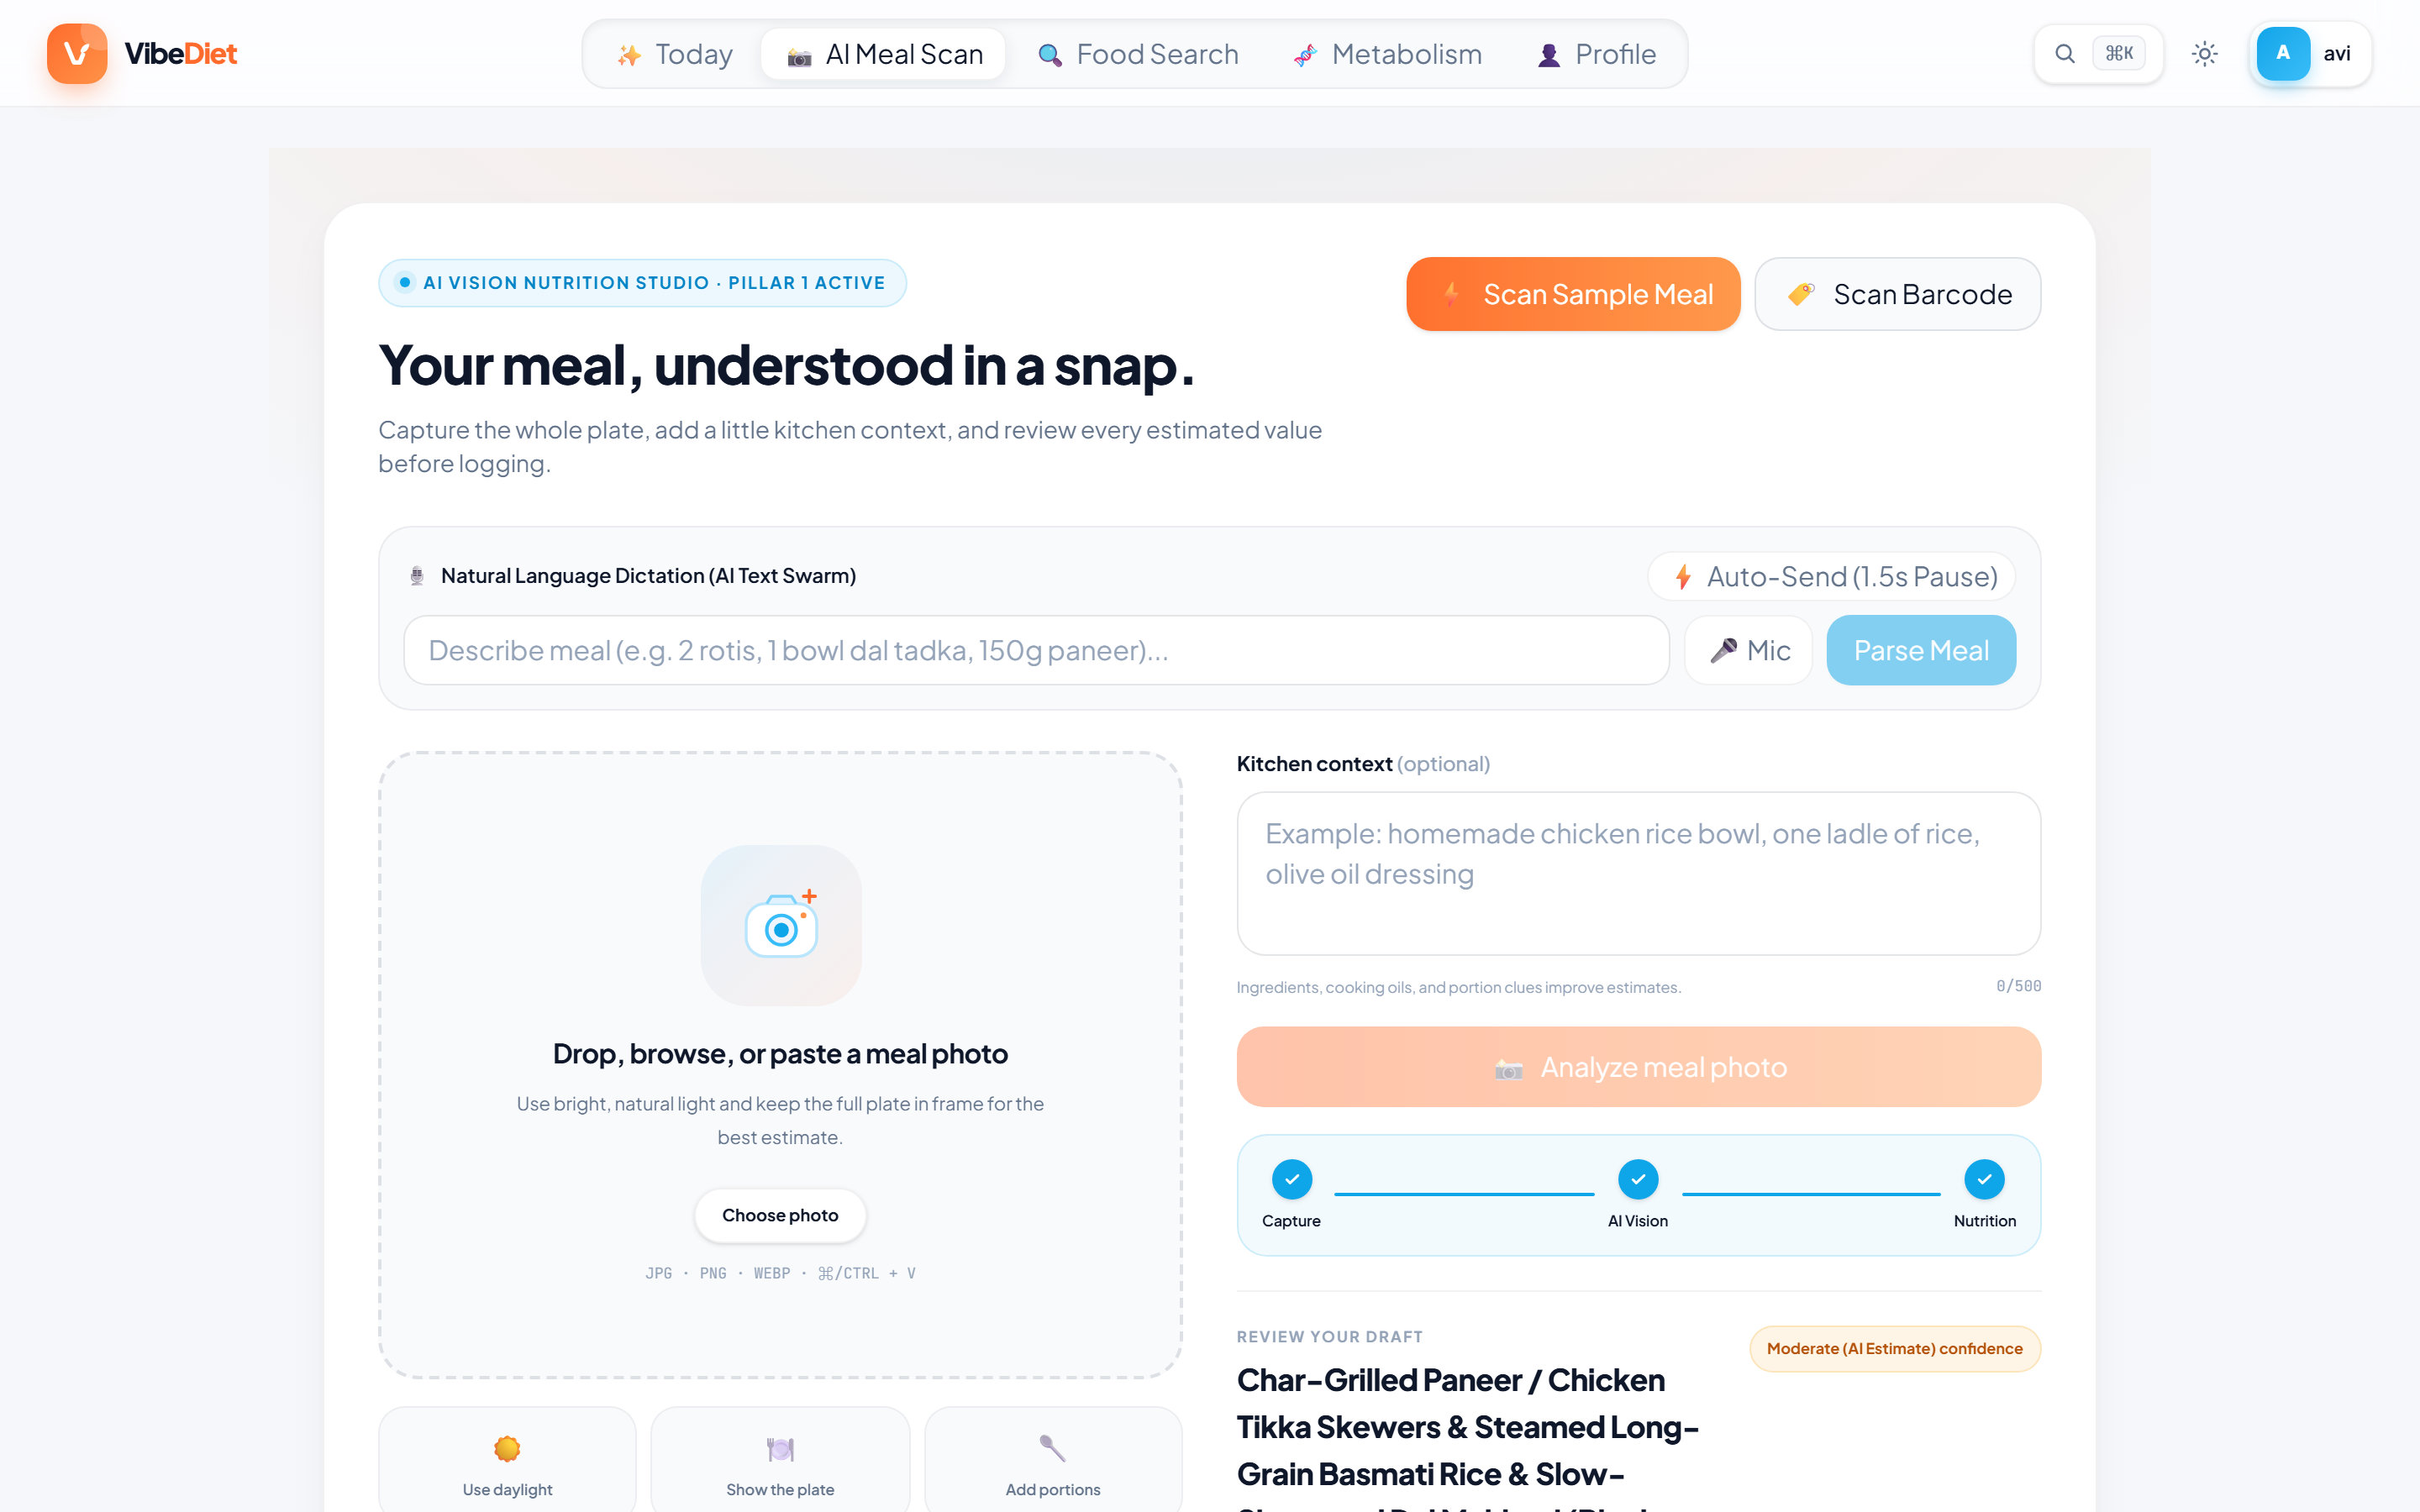 VibeDiet
Today
AI Meal Scan
Food Search
Metabolism
Profile
⌘K
A
avi
AI VISION NUTRITION STUDIO · PILLAR 1 ACTIVE
Scan Sample Meal
Scan Barcode
Your meal, understood in a snap.
Capture the whole plate, add a little kitchen context, and review every estimated value
before logging.
Natural Language Dictation (AI Text Swarm)
Auto-Send (1.5s Pause)
Describe meal (e.g. 2 rotis, 1 bowl dal tadka, 150g paneer)...
Mic
Parse Meal
Drop, browse, or paste a meal photo
Use bright, natural light and keep the full plate in frame for the
best estimate.
Choose photo
JPG · PNG · WEBP · ⌘/CTRL + V
Use daylight
Show the plate
Add portions
Kitchen context (optional)
Example: homemade chicken rice bowl, one ladle of rice,
olive oil dressing
Ingredients, cooking oils, and portion clues improve estimates.
0/500
Analyze meal photo
Capture
AI Vision
Nutrition
REVIEW YOUR DRAFT
Moderate (AI Estimate) confidence
Char-Grilled Paneer / Chicken
Tikka Skewers & Steamed Long-
Grain Basmati Rice & Slow-